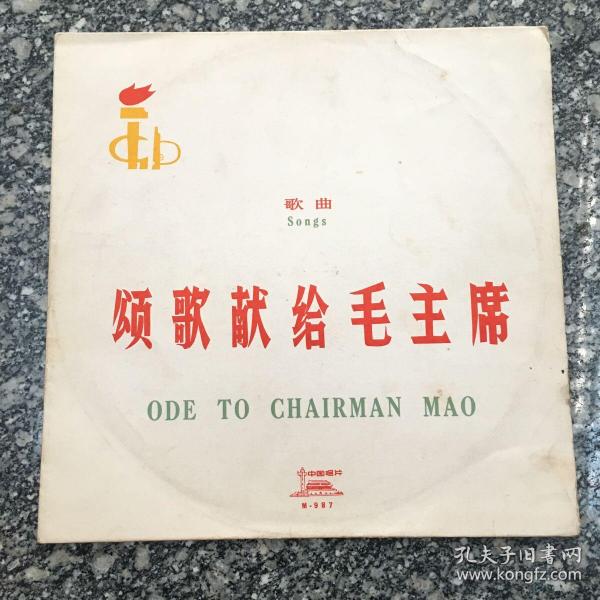 歌曲
Songs
颂歌献给毛主席
ODE TO CHAIRMAN MAO
中国唱片
M-987
孔夫子旧書网
www.kongfz.com